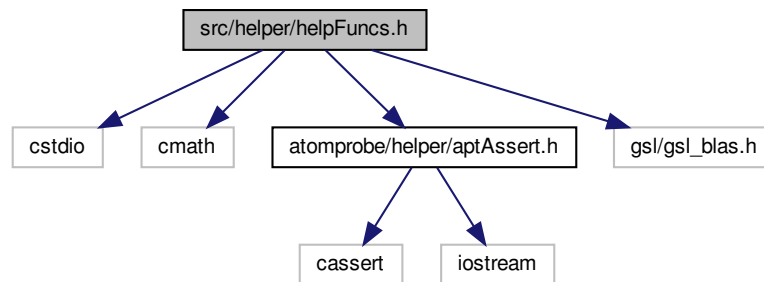 src/helper/helpFuncs.h
cstdio
cmath
atomprobe/helper/aptAssert.h
gsl/gsl_blas.h
cassert
iostream